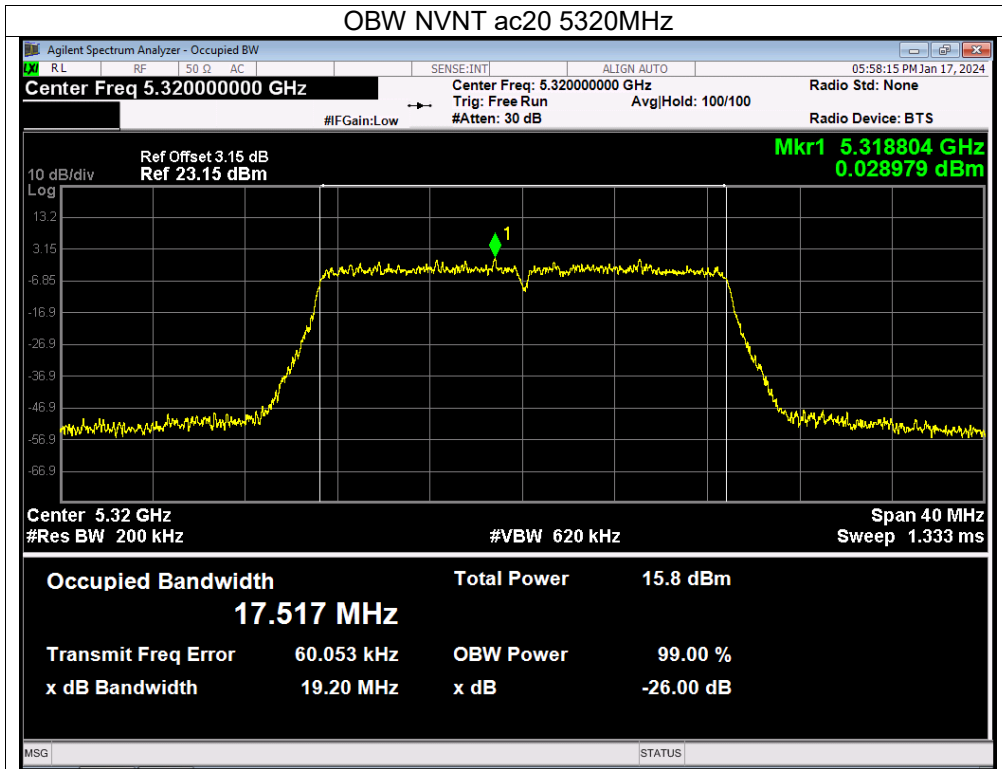 OBW NVNT ac20 5320MHz
Agilent Spectrum Analyzer - Occupied BW
LXI RL RF 50 Ω AC SENSE:INT ALIGN AUTO 05:58:15 PM Jan 17, 2024
Center Freq 5.320000000 GHz Center Freq: 5.320000000 GHz Radio Std: None
Trig: Free Run Avg|Hold: 100/100
#IFGain:Low #Atten: 30 dB Radio Device: BTS
Mkr1 5.318804 GHz
0.028979 dBm
Ref Offset 3.15 dB
10 dB/div Ref 23.15 dBm
Log
13.2
1
3.15
-6.85
-16.9
-26.9
-36.9
-46.9
-56.9
-66.9
Center 5.32 GHz Span 40 MHz
#Res BW 200 kHz #VBW 620 kHz Sweep 1.333 ms
Occupied Bandwidth Total Power 15.8 dBm
17.517 MHz
Transmit Freq Error 60.053 kHz OBW Power 99.00 %
x dB Bandwidth 19.20 MHz x dB -26.00 dB
MSG STATUS